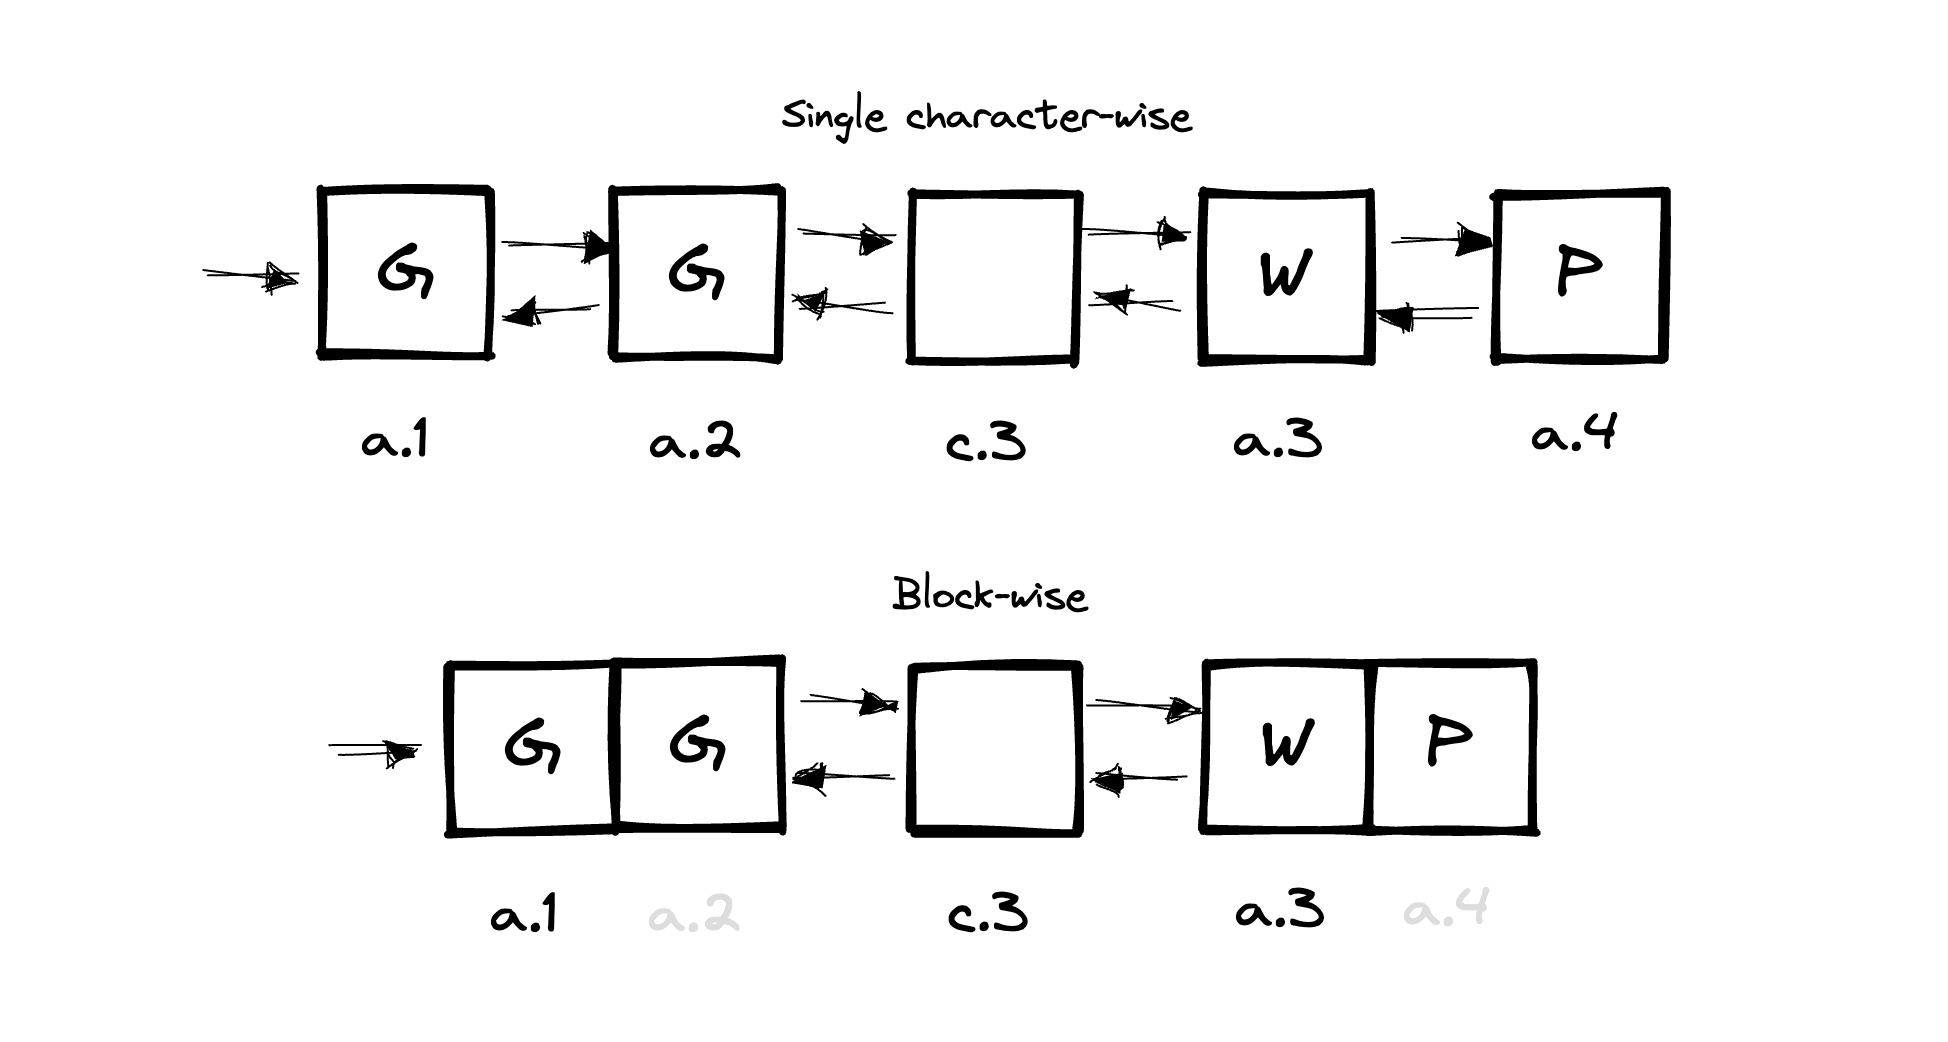 Single character-wise
G G W P
a.1 a.2 c.3 a.3 a.4
Block-wise
G G W P
a.1 a.2 c.3 a.3 a.4